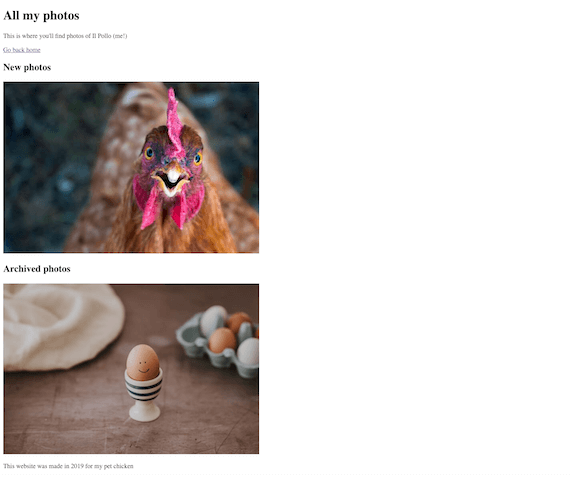 All my photos
This is where you'll find photos of Il Pollo (me!)
Go back home
New photos
Archived photos
This website was made in 2019 for my pet chicken